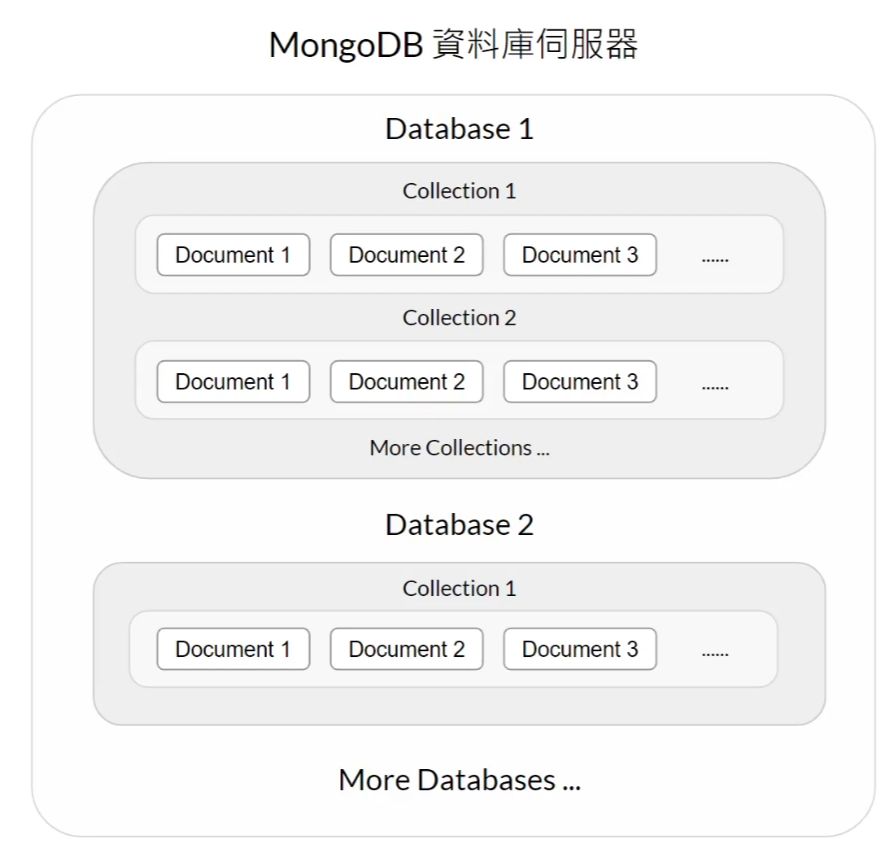 MongoDB 資料庫伺服器
Database 1
Collection 1
Document 1 Document 2 Document 3 ......
Collection 2
Document 1 Document 2 Document 3 ......
More Collections ...
Database 2
Collection 1
Document 1 Document 2 Document 3 ......
More Databases ...